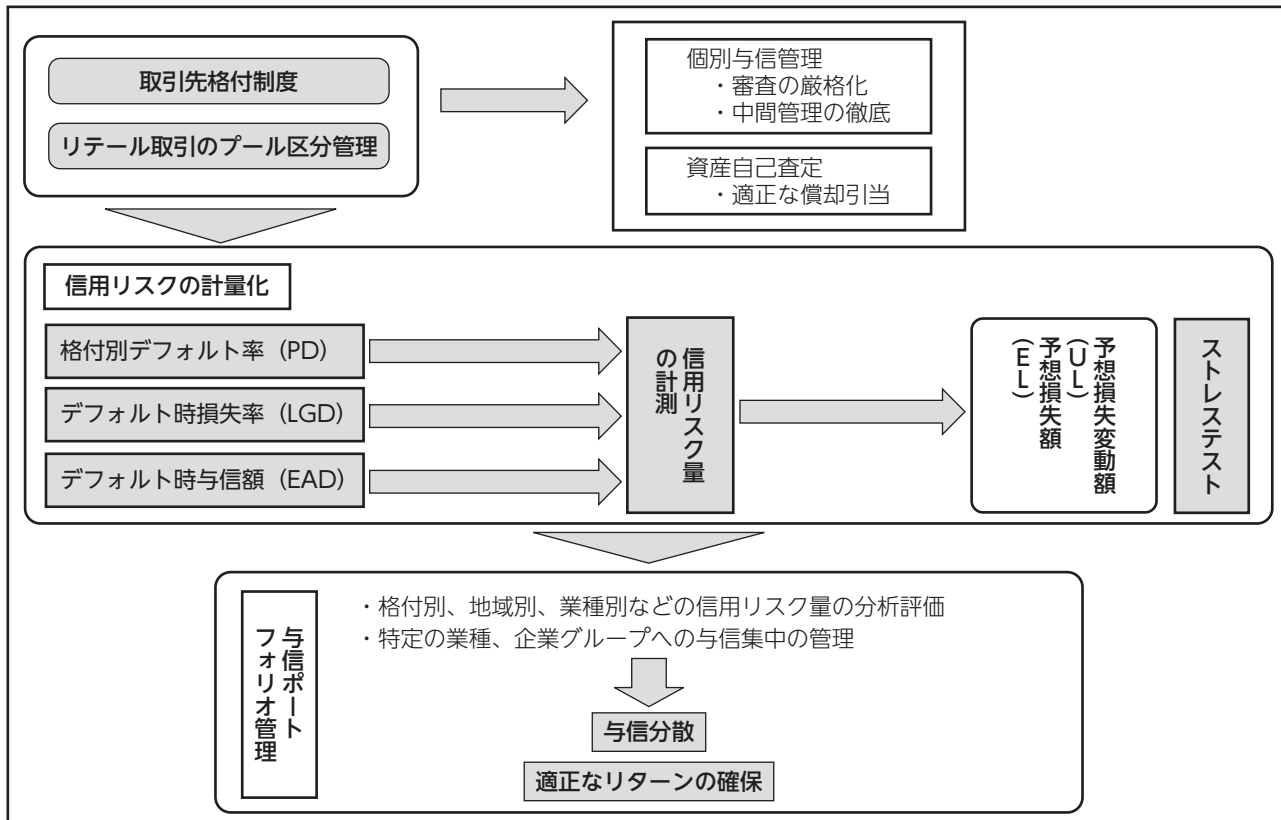 取引先格付制度
リテール取引のプール区分管理
個別与信管理
・審査の厳格化
・中間管理の徹底
資産自己査定
・適正な償却引当
信用リスクの計量化
格付別デフォルト率（PD）
デフォルト時損失率（LGD）
デフォルト時与信額（EAD）
信用リスク量
の計測
予想損失変動額
（UL）
予想損失額
（EL）
ストレステスト
与信ポート
フォリオ管理
・格付別、地域別、業種別などの信用リスク量の分析評価
・特定の業種、企業グループへの与信集中の管理
与信分散
適正なリターンの確保